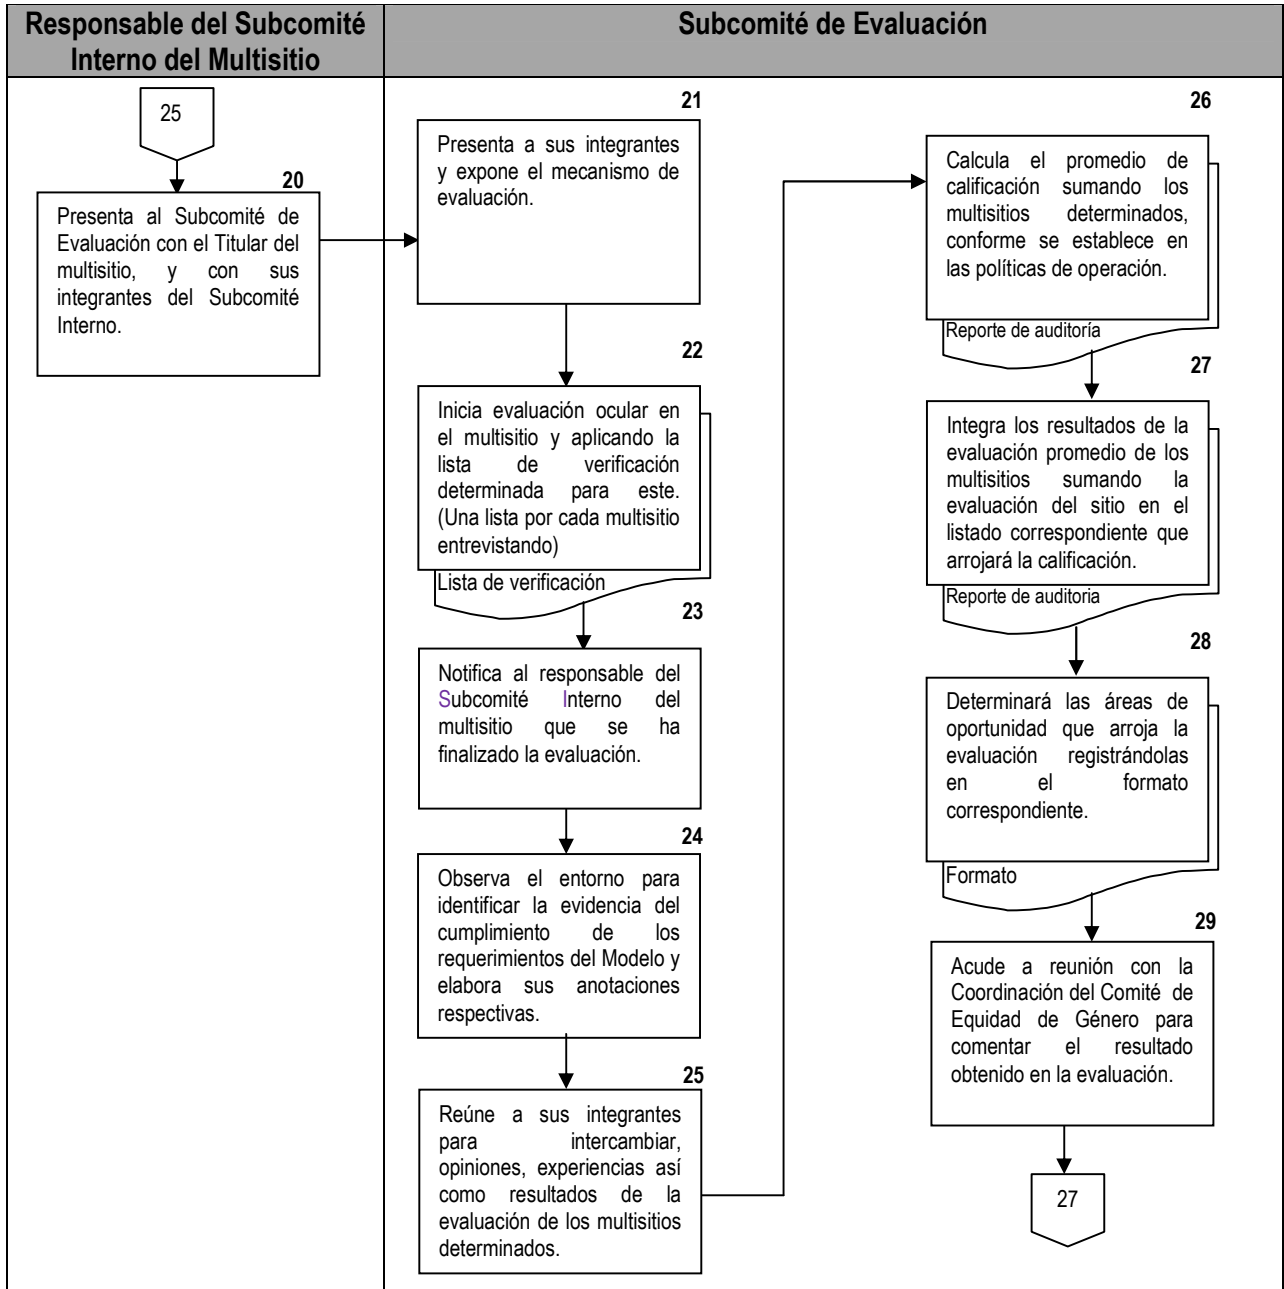 Responsable del Subcomité
Interno del Multisitio
Subcomité de Evaluación
25
20
Presenta al Subcomité de
Evaluación con el Titular del
multisitio, y con sus
integrantes del Subcomité
Interno.
21
Presenta a sus integrantes
y expone el mecanismo de
evaluación.
22
Inicia evaluación ocular en
el multisitio y aplicando la
lista de verificación
determinada para este.
(Una lista por cada multisitio
entrevistando)
Lista de verificación
23
Notifica al responsable del
Subcomité Interno del
multisitio que se ha
finalizado la evaluación.
24
Observa el entorno para
identificar la evidencia del
cumplimiento de los
requerimientos del Modelo y
elabora sus anotaciones
respectivas.
25
Reúne a sus integrantes
para intercambiar,
opiniones, experiencias así
como resultados de la
evaluación de los multisitios
determinados.
26
Calcula el promedio de
calificación sumando los
multisitios determinados,
conforme se establece en
las políticas de operación.
Reporte de auditoría
27
Integra los resultados de la
evaluación promedio de los
multisitios sumando la
evaluación del sitio en el
listado correspondiente que
arrojará la calificación.
Reporte de auditoria
28
Determinará las áreas de
oportunidad que arroja la
evaluación registrándolas
en el formato
correspondiente.
Formato
29
Acude a reunión con la
Coordinación del Comité de
Equidad de Género para
comentar el resultado
obtenido en la evaluación.
27